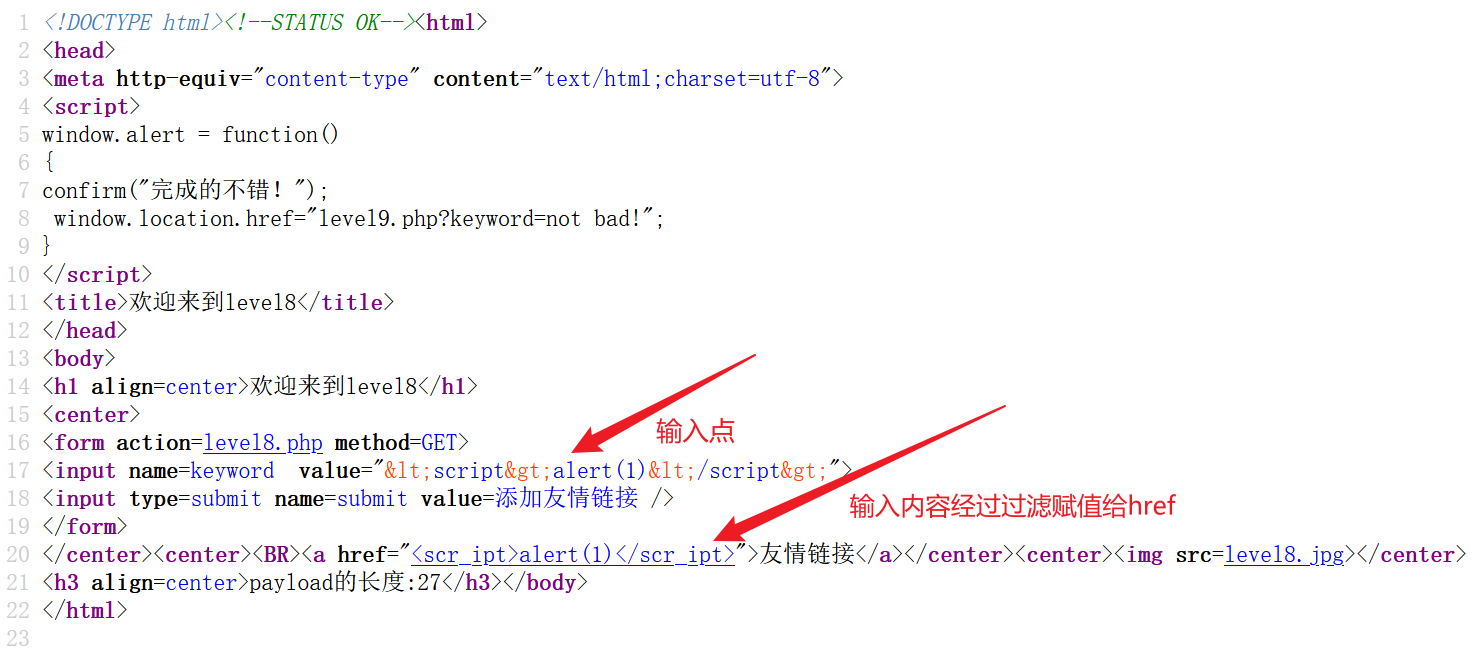 1 <!DOCTYPE html><!--STATUS OK--><html>
2 <head>
3 <meta http-equiv="content-type" content="text/html;charset=utf-8">
4 <script>
5 window.alert = function()
6 {
7 confirm("完成的不错！");
8  window.location.href="level9.php?keyword=not bad!";
9 }
10 </script>
11 <title>欢迎来到level8</title>
12 </head>
13 <body>
14 <h1 align=center>欢迎来到level8</h1>
15 <center>
16 <form action=level8.php method=GET>
输入点
17 <input name=keyword  value="&lt;script&gt;alert(1)&lt;/script&gt;">
18 <input type=submit name=submit value=添加友情链接 />
输入内容经过过滤赋值给href
19 </form>
20 </center><center><BR><a href="<scr_ipt>alert(1)</scr_ipt>">友情链接</a></center><center><img src=level8.jpg></center>
21 <h3 align=center>payload的长度:27</h3></body>
22 </html>
23